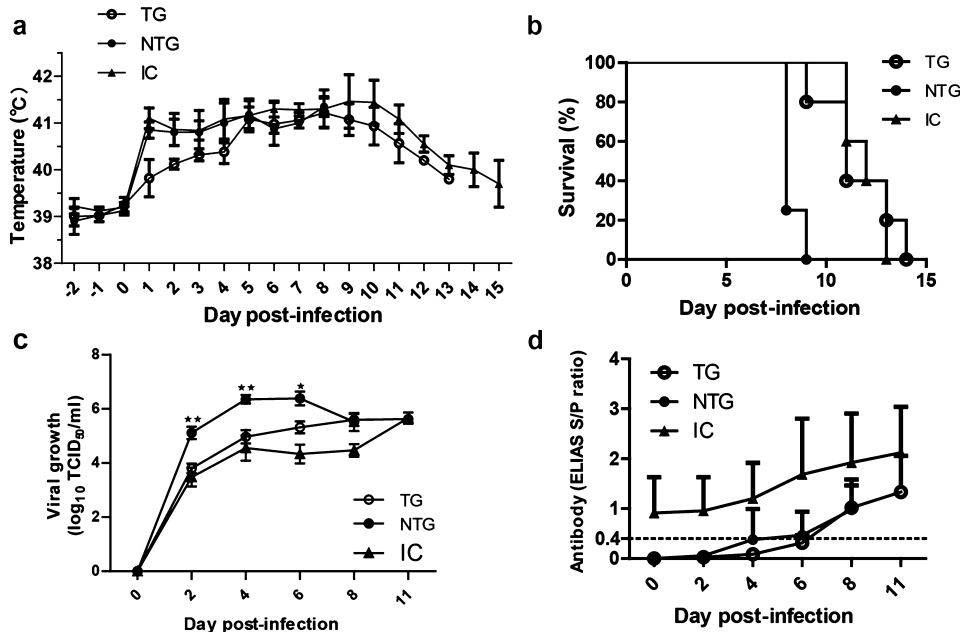 a
TG
NTG
IC
Temperature (°C)
42
41
40
39
38
-2 -1 0 1 2 3 4 5 6 7 8 9 10 11 12 13 14 15
Day post-infection
b
TG
NTG
IC
Survival (%)
100
80
60
40
20
0
0 5 10 15
Day post-infection
c
Viral growth
(log10 TCID50/ml)
8
6
4
2
0
★★ ★★ ★
TG
NTG
IC
0 2 4 6 8 11
Day post-infection
d
TG
NTG
IC
Antibody (ELIAS S/P ratio)
4
3
2
1
0.4
0
0 2 4 6 8 11
Day post-infection